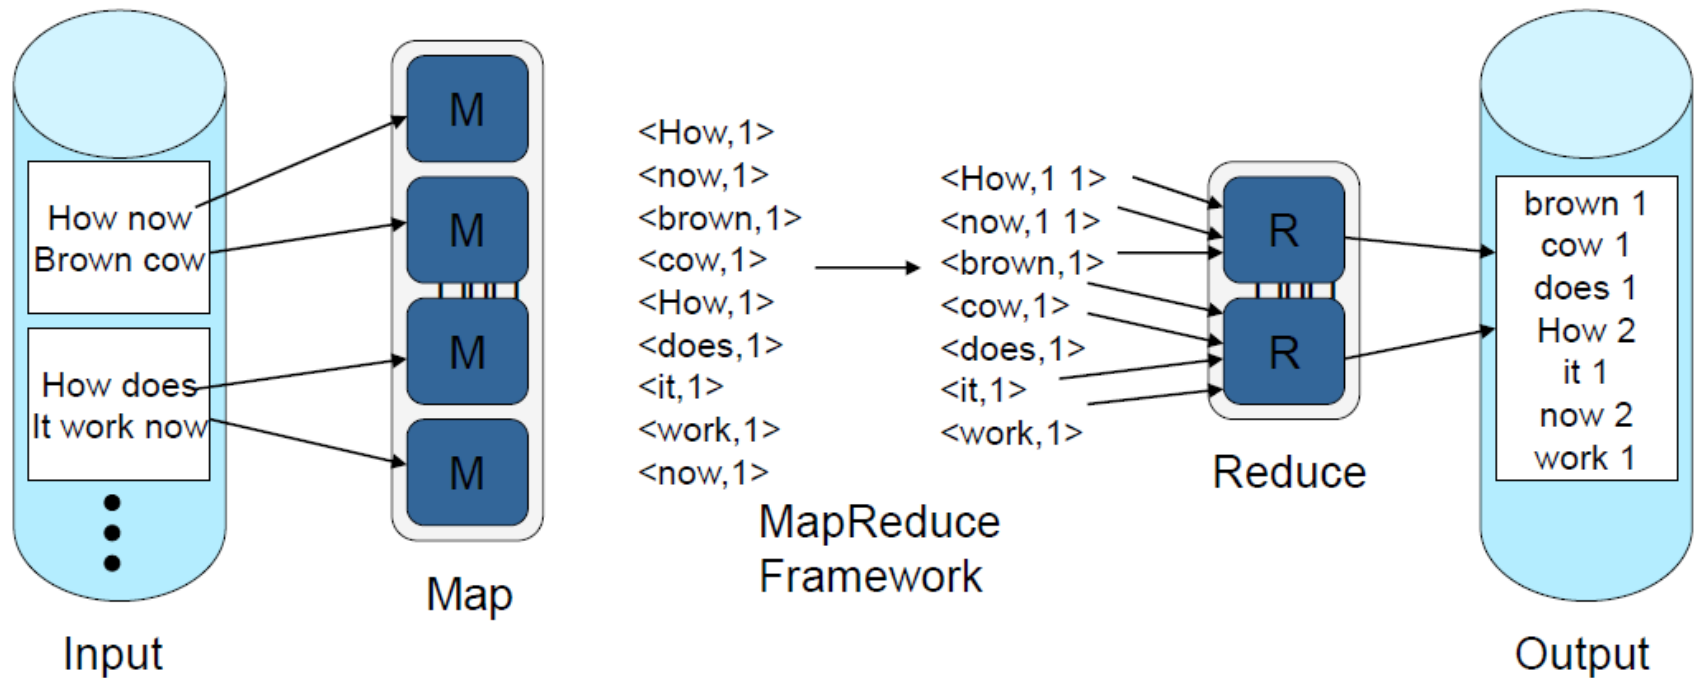 How now
Brown cow
How does
It work now
Input
M
M
M
M
Map
<How,1>
<now,1>
<brown,1>
<cow,1>
<How,1>
<does,1>
<it,1>
<work,1>
<now,1>
MapReduce
Framework
<How,1 1>
<now,1 1>
<brown,1>
<cow,1>
<does,1>
<it,1>
<work,1>
R
R
Reduce
brown 1
cow 1
does 1
How 2
it 1
now 2
work 1
Output